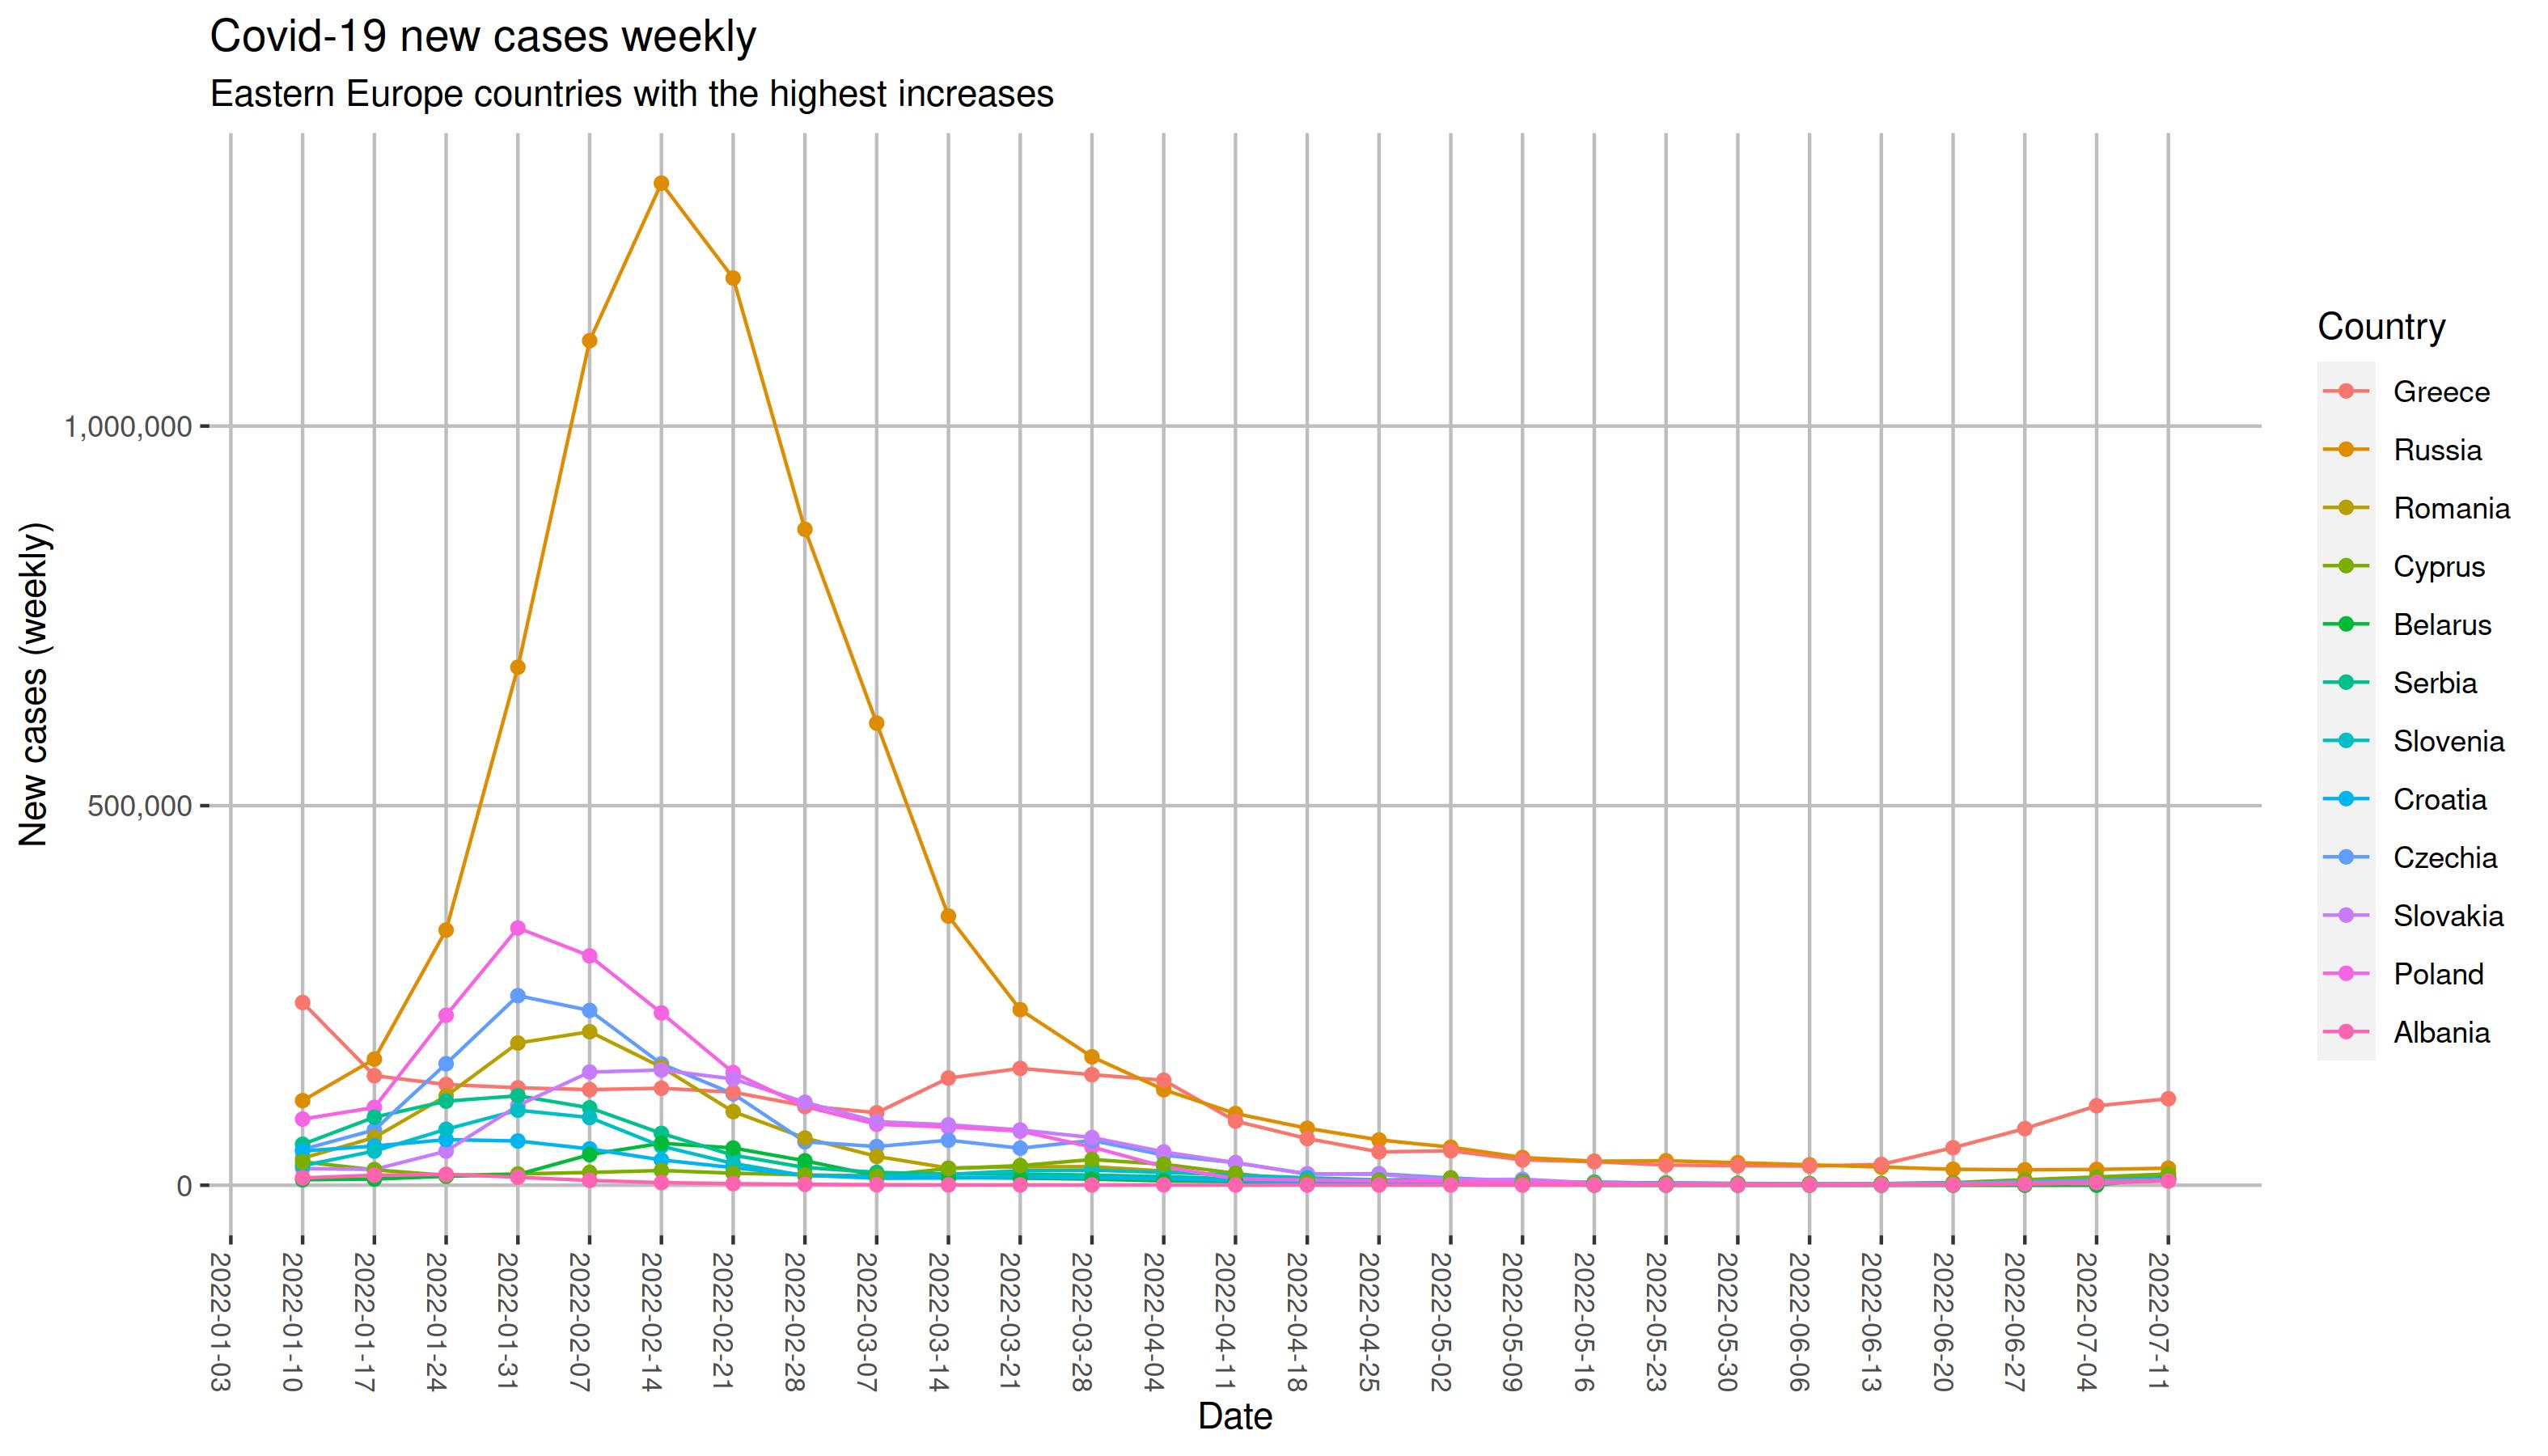 Covid-19 new cases weekly
Eastern Europe countries with the highest increases
New cases (weekly)
1,000,000
500,000
0
2022-01-03
2022-01-10
2022-01-17
2022-01-24
2022-01-31
2022-02-07
2022-02-14
2022-02-21
2022-02-28
2022-03-07
2022-03-14
2022-03-21
2022-03-28
2022-04-04
2022-04-11
2022-04-18
2022-04-25
2022-05-02
2022-05-09
2022-05-16
2022-05-23
2022-05-30
2022-06-06
2022-06-13
2022-06-20
2022-06-27
2022-07-04
2022-07-11
Date
Country
Greece
Russia
Romania
Cyprus
Belarus
Serbia
Slovenia
Croatia
Czechia
Slovakia
Poland
Albania